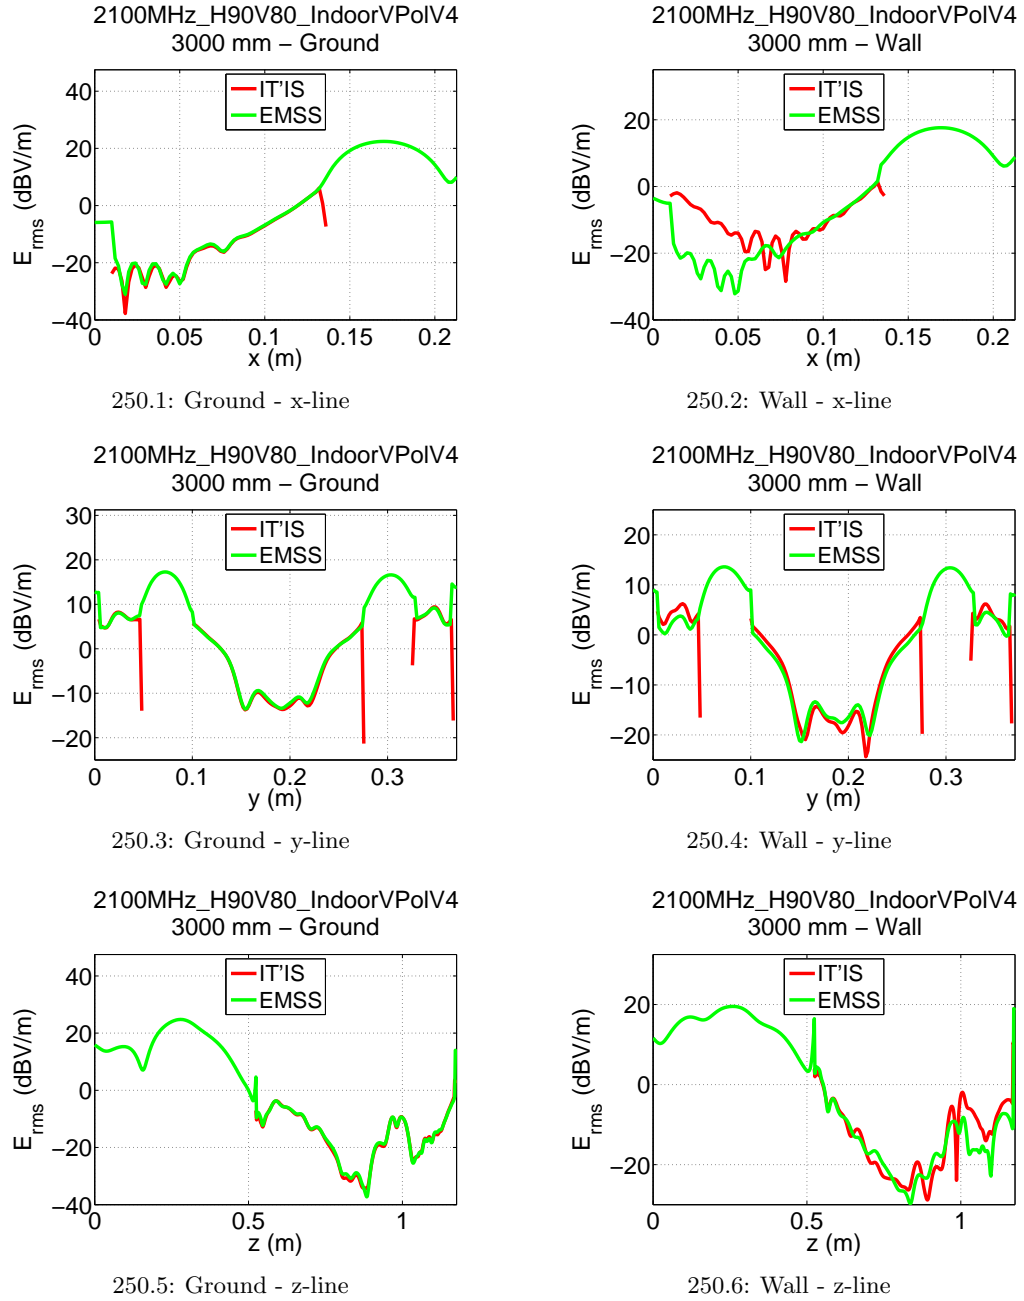 2100MHz_H90V80_IndoorVPolV4
3000 mm – Ground
IT'IS
EMSS
E_rms (dBV/m)
40
20
0
−20
−40
0
0.05
0.1
0.15
0.2
x (m)
250.1: Ground - x-line
2100MHz_H90V80_IndoorVPolV4
3000 mm – Wall
IT'IS
EMSS
E_rms (dBV/m)
20
0
−20
−40
0
0.05
0.1
0.15
0.2
x (m)
250.2: Wall - x-line
2100MHz_H90V80_IndoorVPolV4
3000 mm – Ground
IT'IS
EMSS
E_rms (dBV/m)
30
20
10
0
−10
−20
0
0.1
0.2
0.3
y (m)
250.3: Ground - y-line
2100MHz_H90V80_IndoorVPolV4
3000 mm – Wall
IT'IS
EMSS
E_rms (dBV/m)
20
10
0
−10
−20
0
0.1
0.2
0.3
y (m)
250.4: Wall - y-line
2100MHz_H90V80_IndoorVPolV4
3000 mm – Ground
IT'IS
EMSS
E_rms (dBV/m)
40
20
0
−20
−40
0
0.5
1
z (m)
250.5: Ground - z-line
2100MHz_H90V80_IndoorVPolV4
3000 mm – Wall
IT'IS
EMSS
E_rms (dBV/m)
20
0
−20
0
0.5
1
z (m)
250.6: Wall - z-line